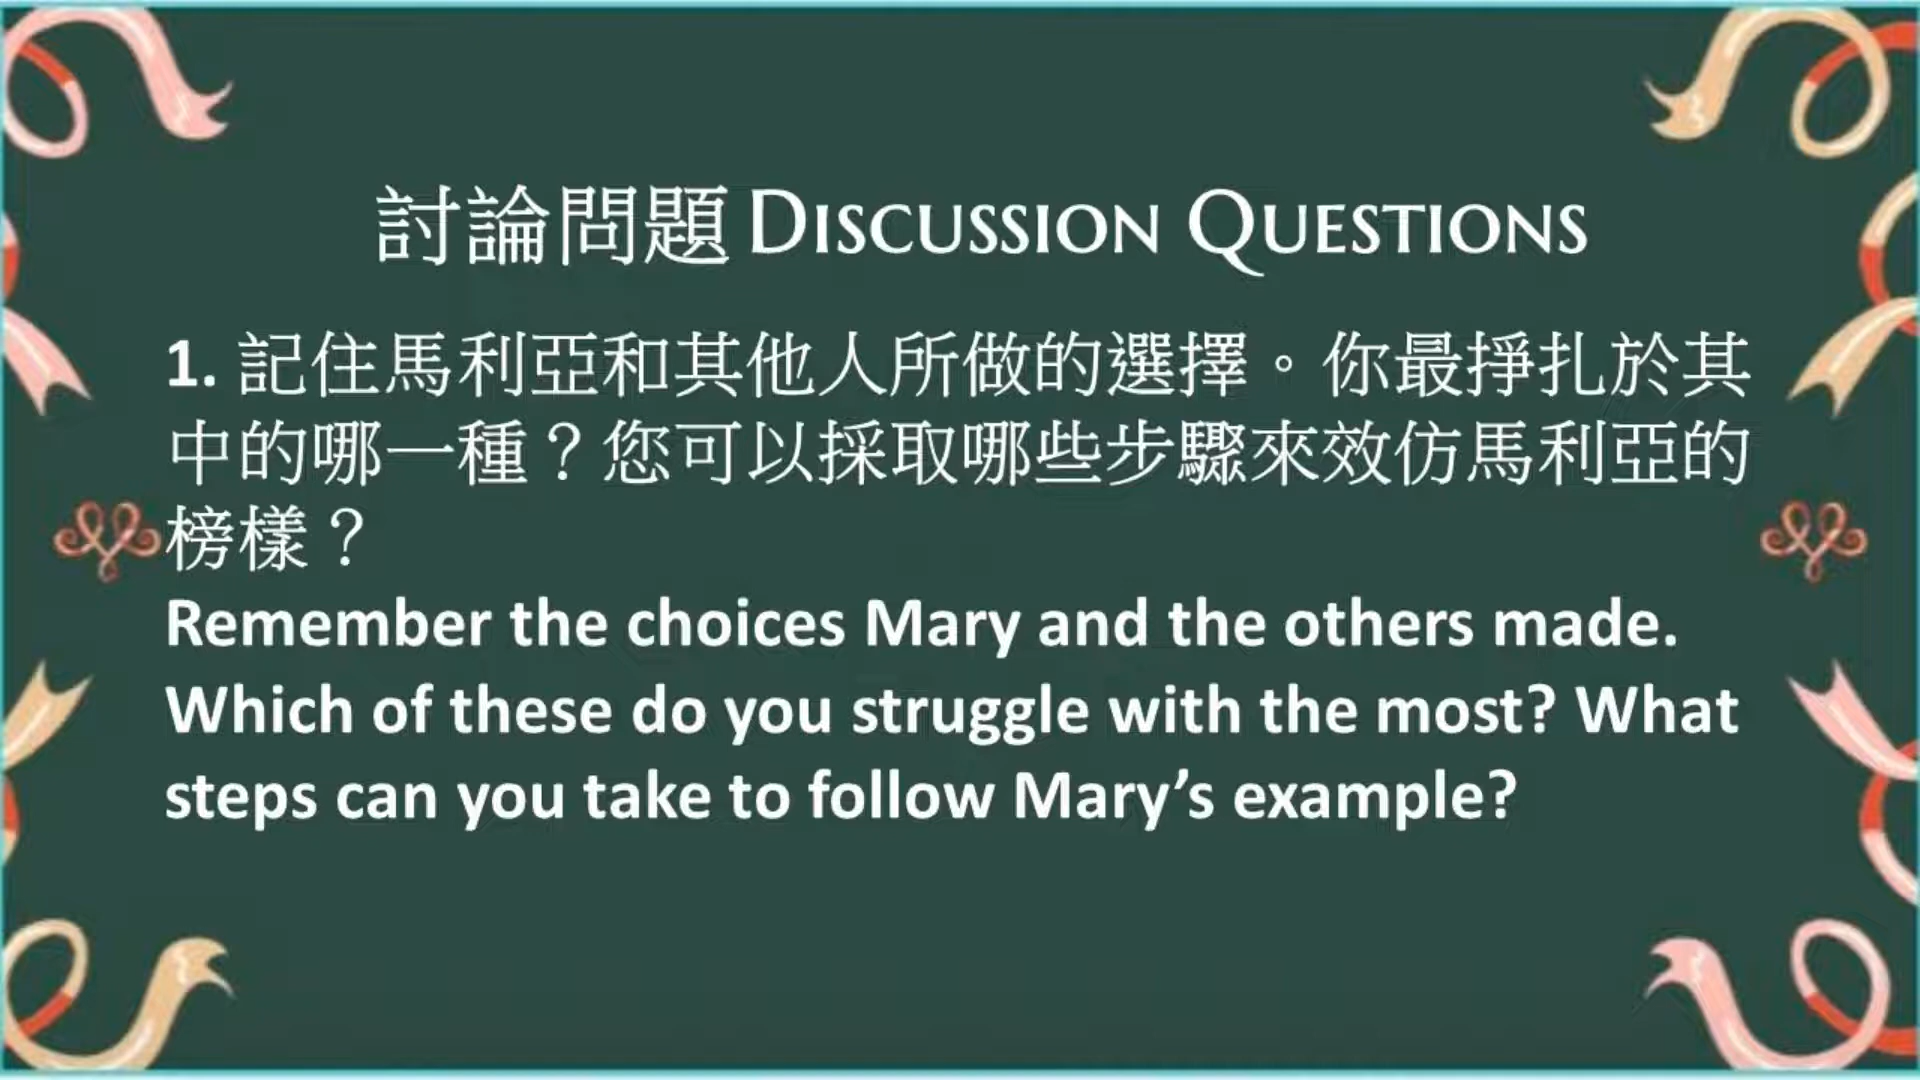 討論問題 Discussion Questions
1. 記住馬利亞和其他人所做的選擇。你最掙扎於其
中的哪一種？您可以採取哪些步驟來效仿馬利亞的
榜樣？
Remember the choices Mary and the others made.
Which of these do you struggle with the most? What
steps can you take to follow Mary’s example?